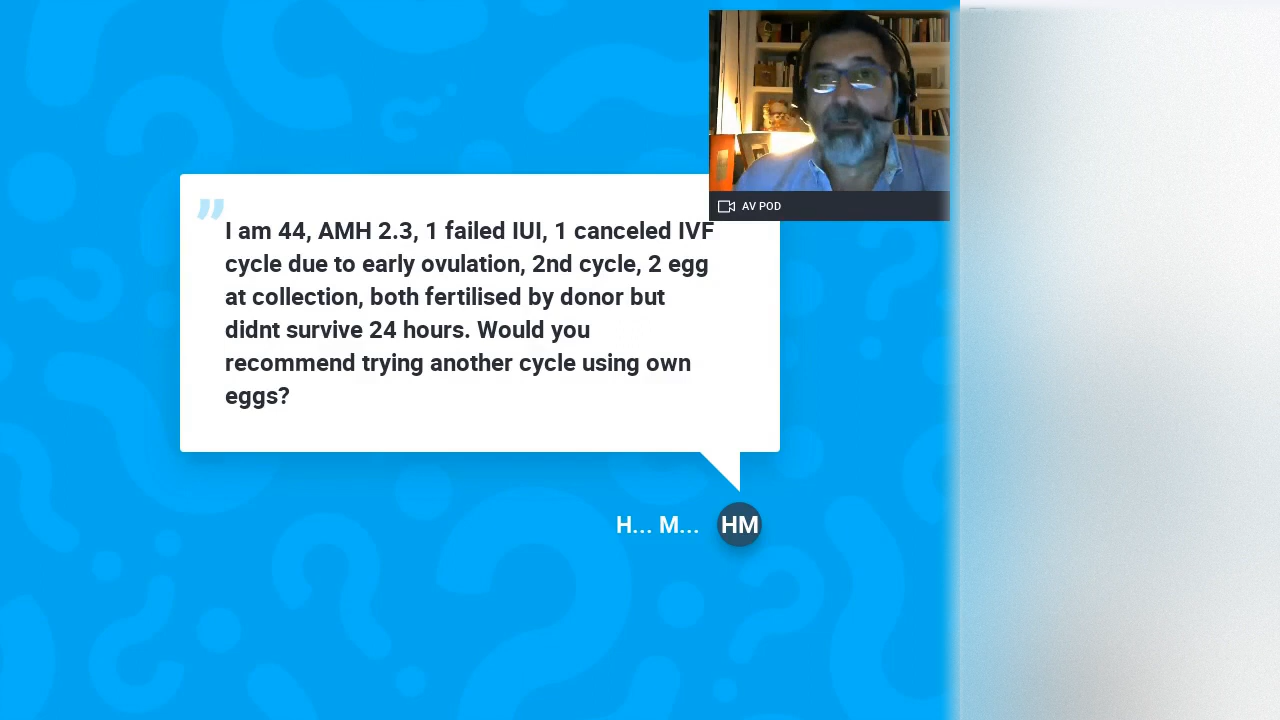 AV POD
”
I am 44, AMH 2.3, 1 failed IUI, 1 canceled IVF
cycle due to early ovulation, 2nd cycle, 2 egg
at collection, both fertilised by donor but
didnt survive 24 hours. Would you
recommend trying another cycle using own
eggs?
H... M...
HM